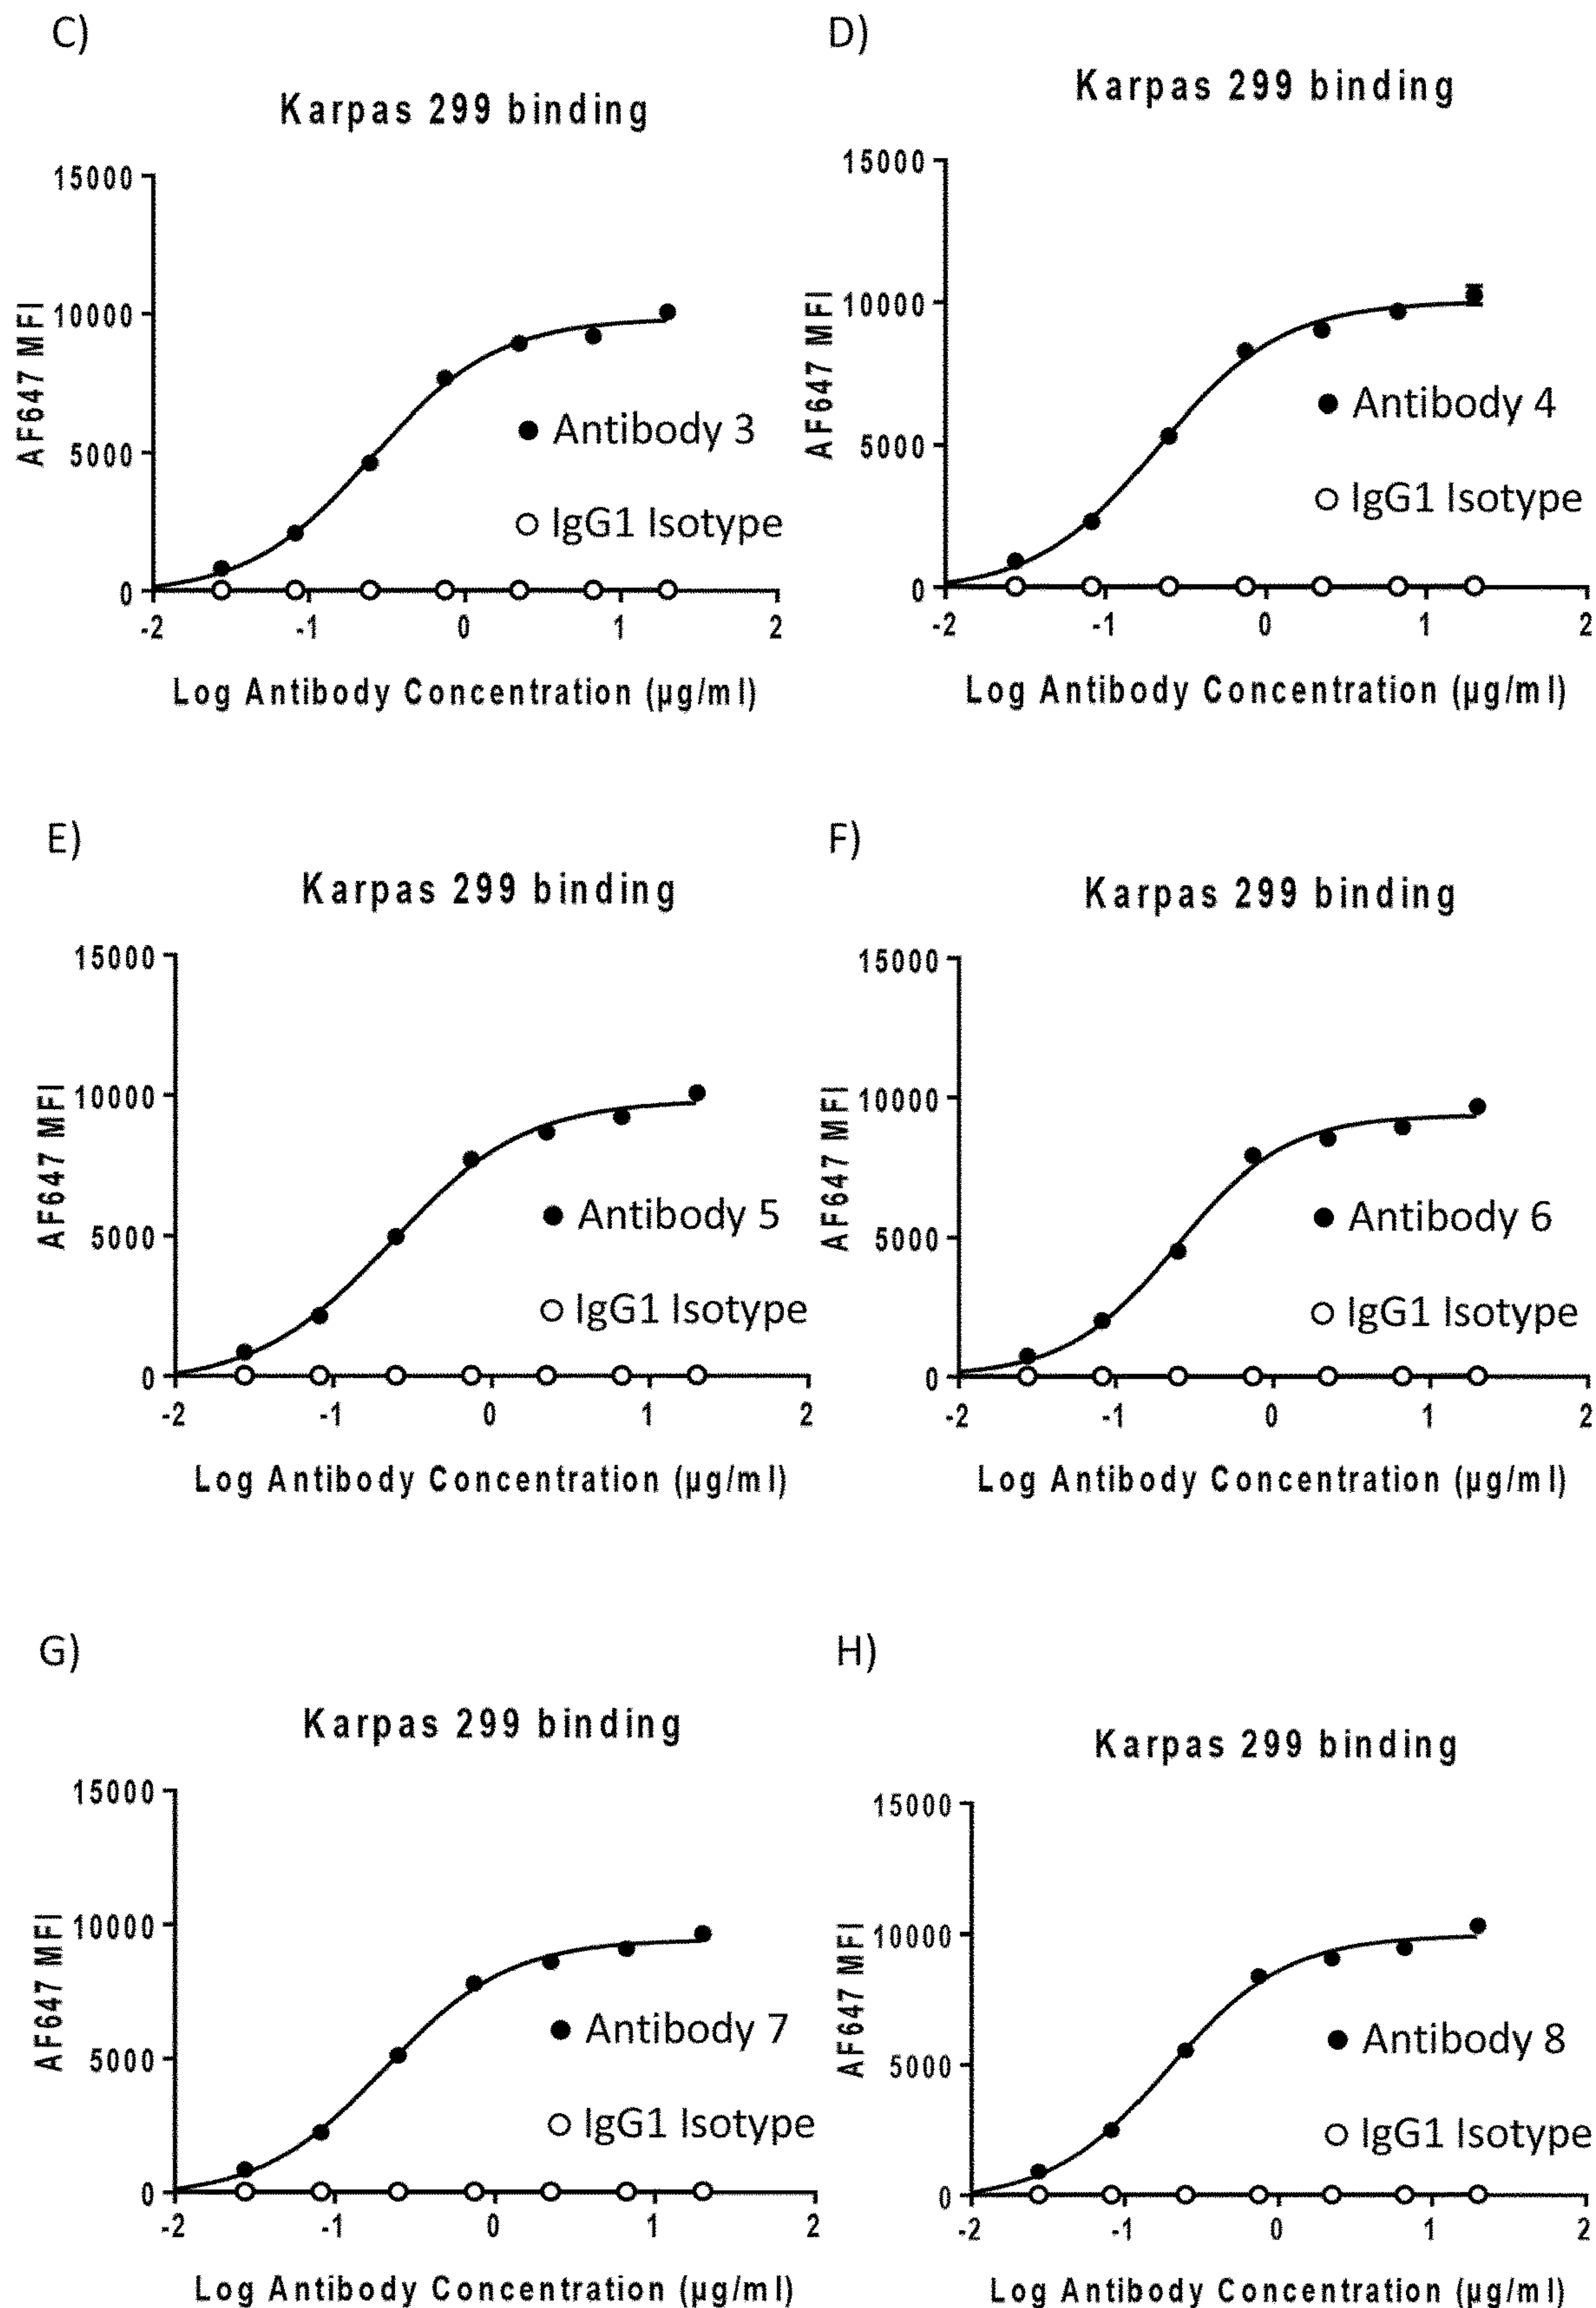 C)
Karpas 299 binding
15000
10000
5000
0
AF647 MFI
Antibody 3
IgG1 Isotype
-2 -1 0 1 2
Log Antibody Concentration (µg/ml)
D)
Karpas 299 binding
15000
10000
5000
0
AF647 MFI
Antibody 4
IgG1 Isotype
-2 -1 0 1 2
Log Antibody Concentration (µg/ml)
E)
Karpas 299 binding
15000
10000
5000
0
AF647 MFI
Antibody 5
IgG1 Isotype
-2 -1 0 1 2
Log Antibody Concentration (µg/ml)
F)
Karpas 299 binding
15000
10000
5000
0
AF647 MFI
Antibody 6
IgG1 Isotype
-2 -1 0 1 2
Log Antibody Concentration (µg/ml)
G)
Karpas 299 binding
15000
10000
5000
0
AF647 MFI
Antibody 7
IgG1 Isotype
-2 -1 0 1 2
Log Antibody Concentration (µg/ml)
H)
Karpas 299 binding
15000
10000
5000
0
AF647 MFI
Antibody 8
IgG1 Isotype
-2 -1 0 1 2
Log Antibody Concentration (µg/ml)